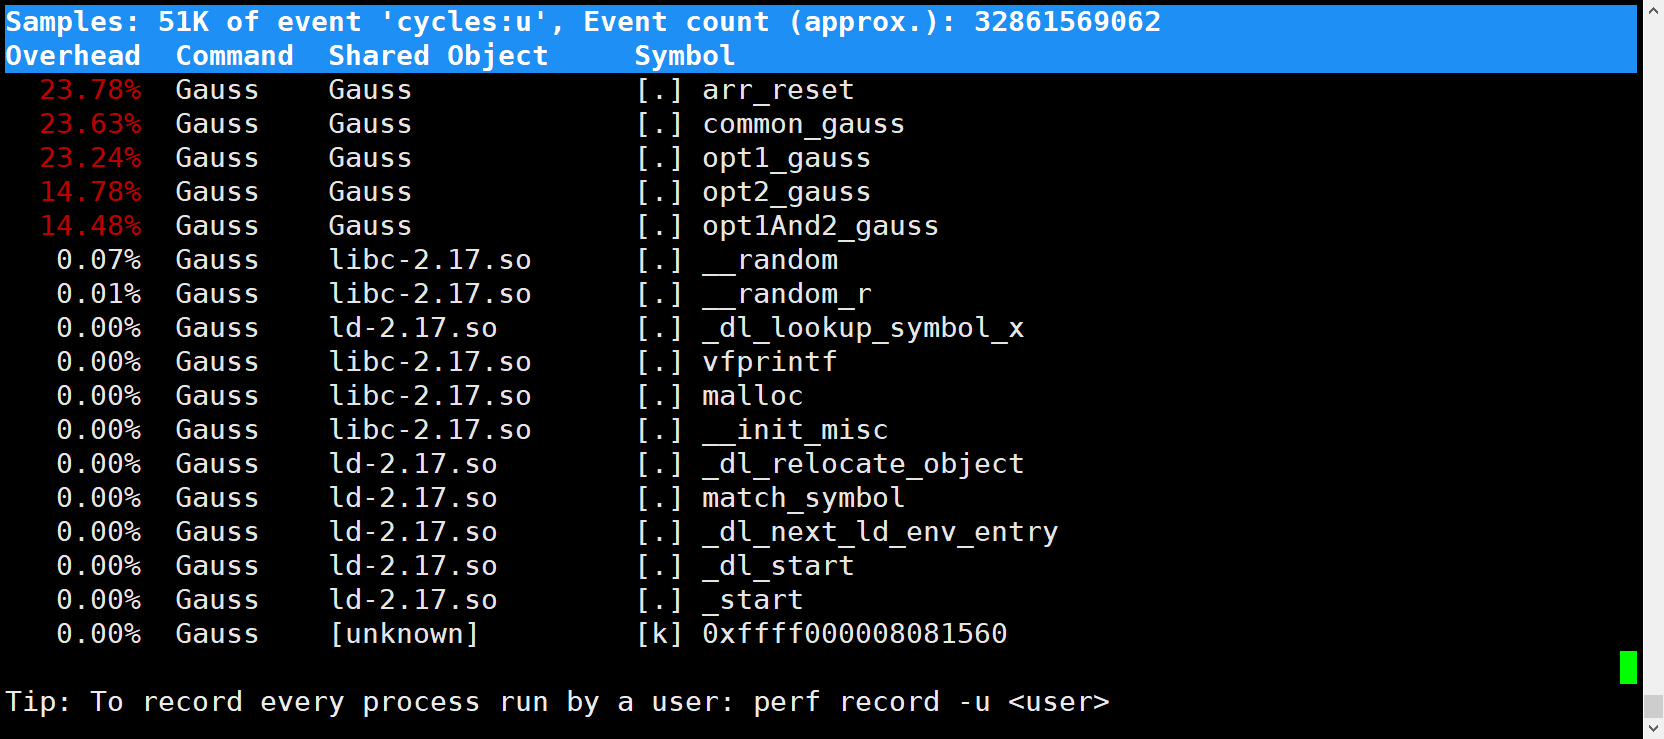 Samples: 51K of event 'cycles:u', Event count (approx.): 32861569062
Overhead  Command  Shared Object     Symbol
  23.78%  Gauss    Gauss             [.] arr_reset
  23.63%  Gauss    Gauss             [.] common_gauss
  23.24%  Gauss    Gauss             [.] opt1_gauss
  14.78%  Gauss    Gauss             [.] opt2_gauss
  14.48%  Gauss    Gauss             [.] opt1And2_gauss
   0.07%  Gauss    libc-2.17.so      [.] __random
   0.01%  Gauss    libc-2.17.so      [.] __random_r
   0.00%  Gauss    ld-2.17.so        [.] _dl_lookup_symbol_x
   0.00%  Gauss    libc-2.17.so      [.] vfprintf
   0.00%  Gauss    libc-2.17.so      [.] malloc
   0.00%  Gauss    libc-2.17.so      [.] __init_misc
   0.00%  Gauss    ld-2.17.so        [.] _dl_relocate_object
   0.00%  Gauss    ld-2.17.so        [.] match_symbol
   0.00%  Gauss    ld-2.17.so        [.] _dl_next_ld_env_entry
   0.00%  Gauss    ld-2.17.so        [.] _dl_start
   0.00%  Gauss    ld-2.17.so        [.] _start
   0.00%  Gauss    [unknown]         [k] 0xffff000008081560
Tip: To record every process run by a user: perf record -u <user>